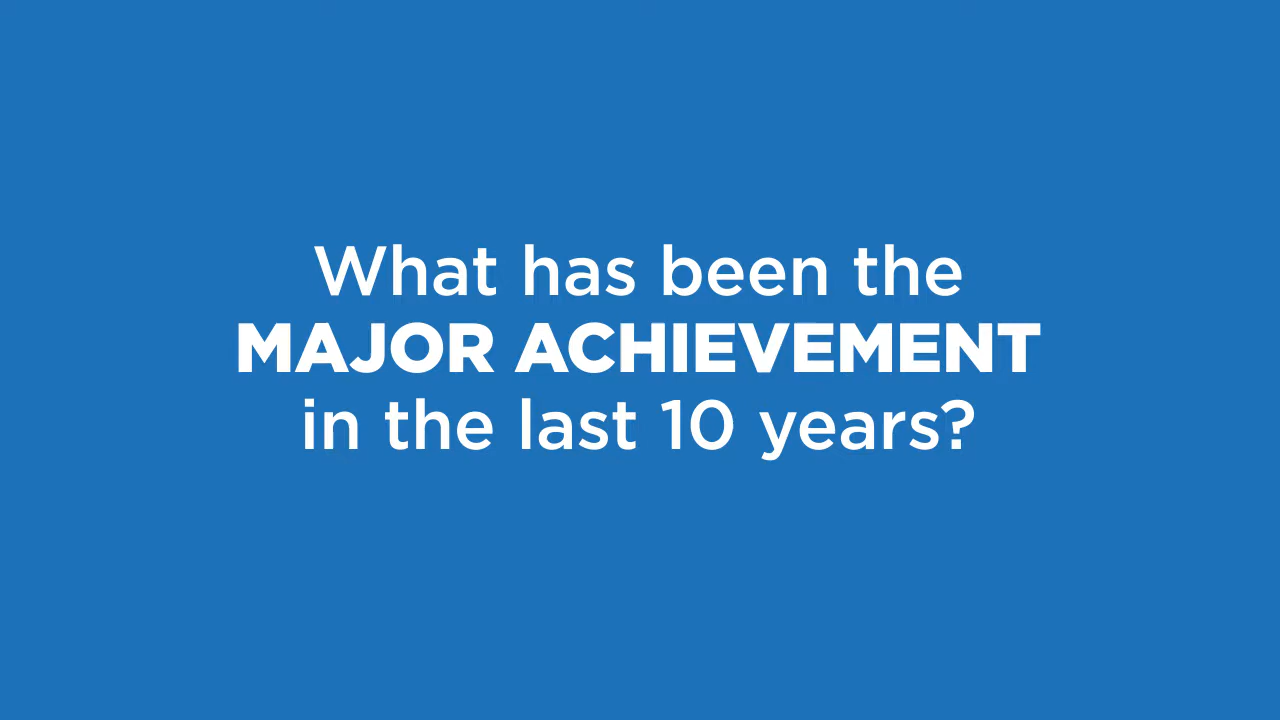 What has been the
MAJOR ACHIEVEMENT
in the last 10 years?